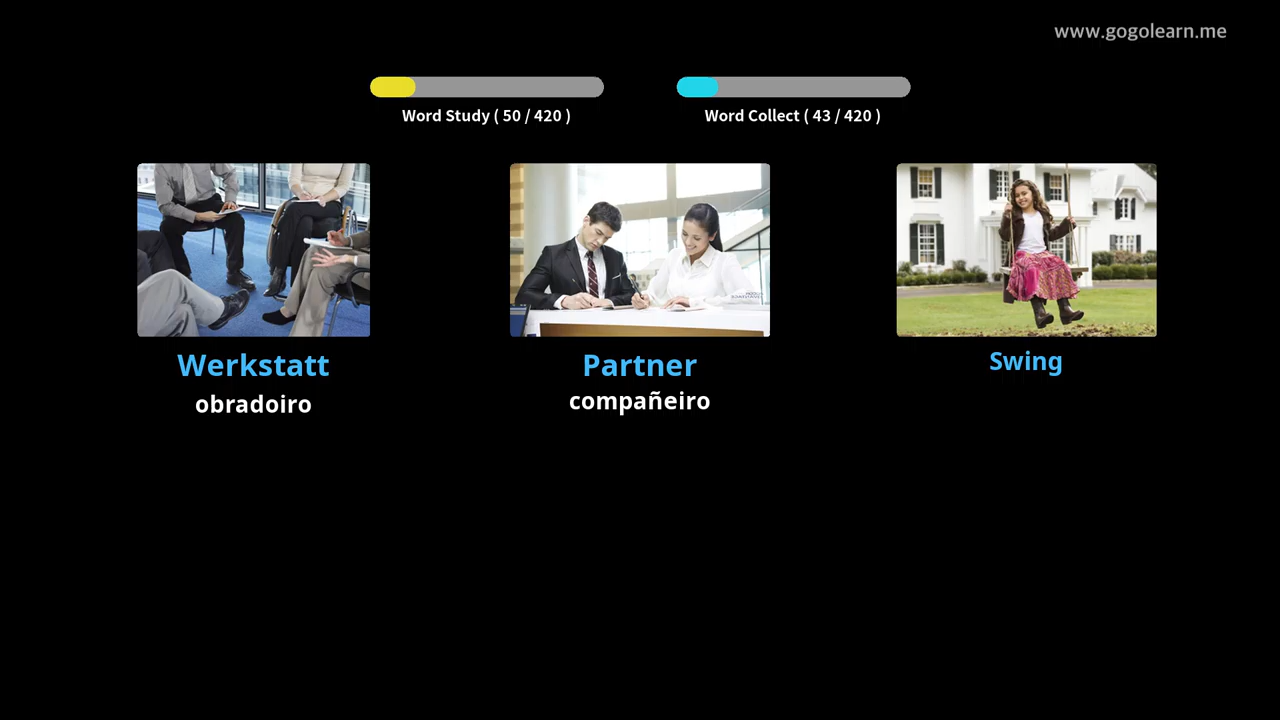 www.gogolearn.me
Word Study ( 50 / 420 )
Word Collect ( 43 / 420 )
Werkstatt
obradoiro
Partner
compañeiro
Swing